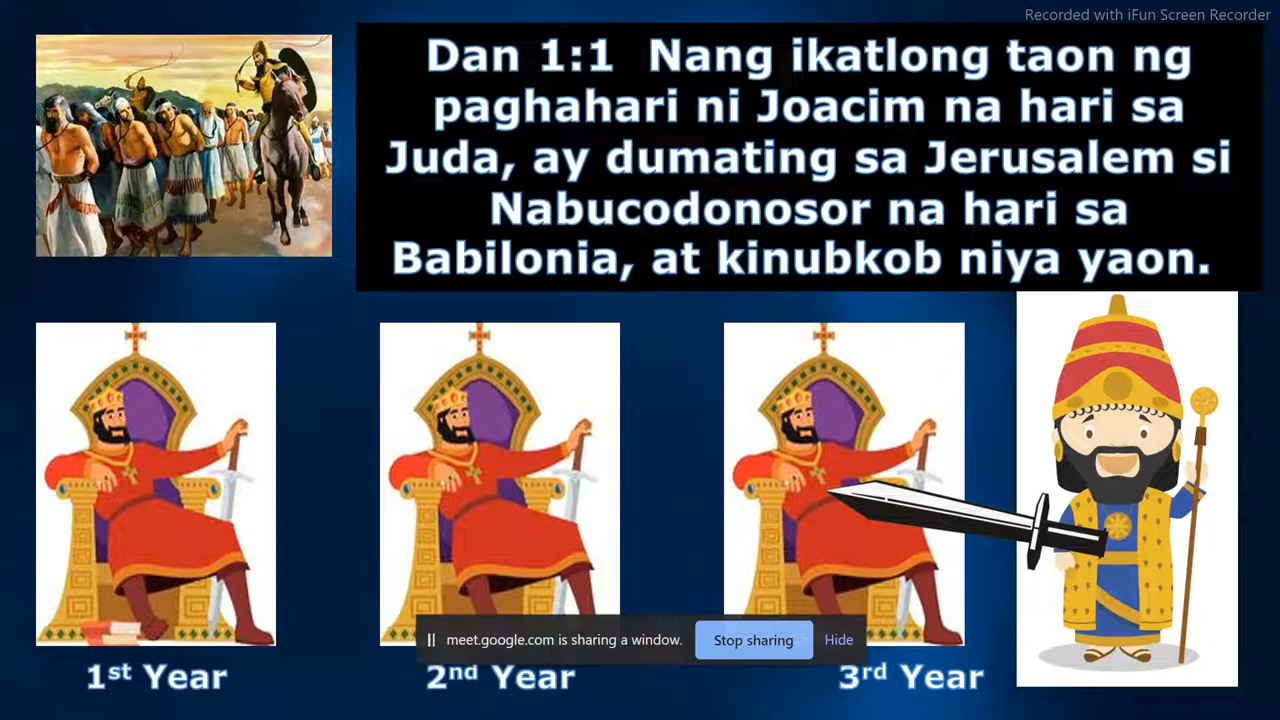 Recorded with iFun Screen Recorder
Dan 1:1 Nang ikatlong taon ng
paghahari ni Joacim na hari sa
Juda, ay dumating sa Jerusalem si
Nabucodonosor na hari sa
Babilonia, at kinubkob niya yaon.
meet.google.com is sharing a window. Stop sharing Hide
1st Year 2nd Year 3rd Year